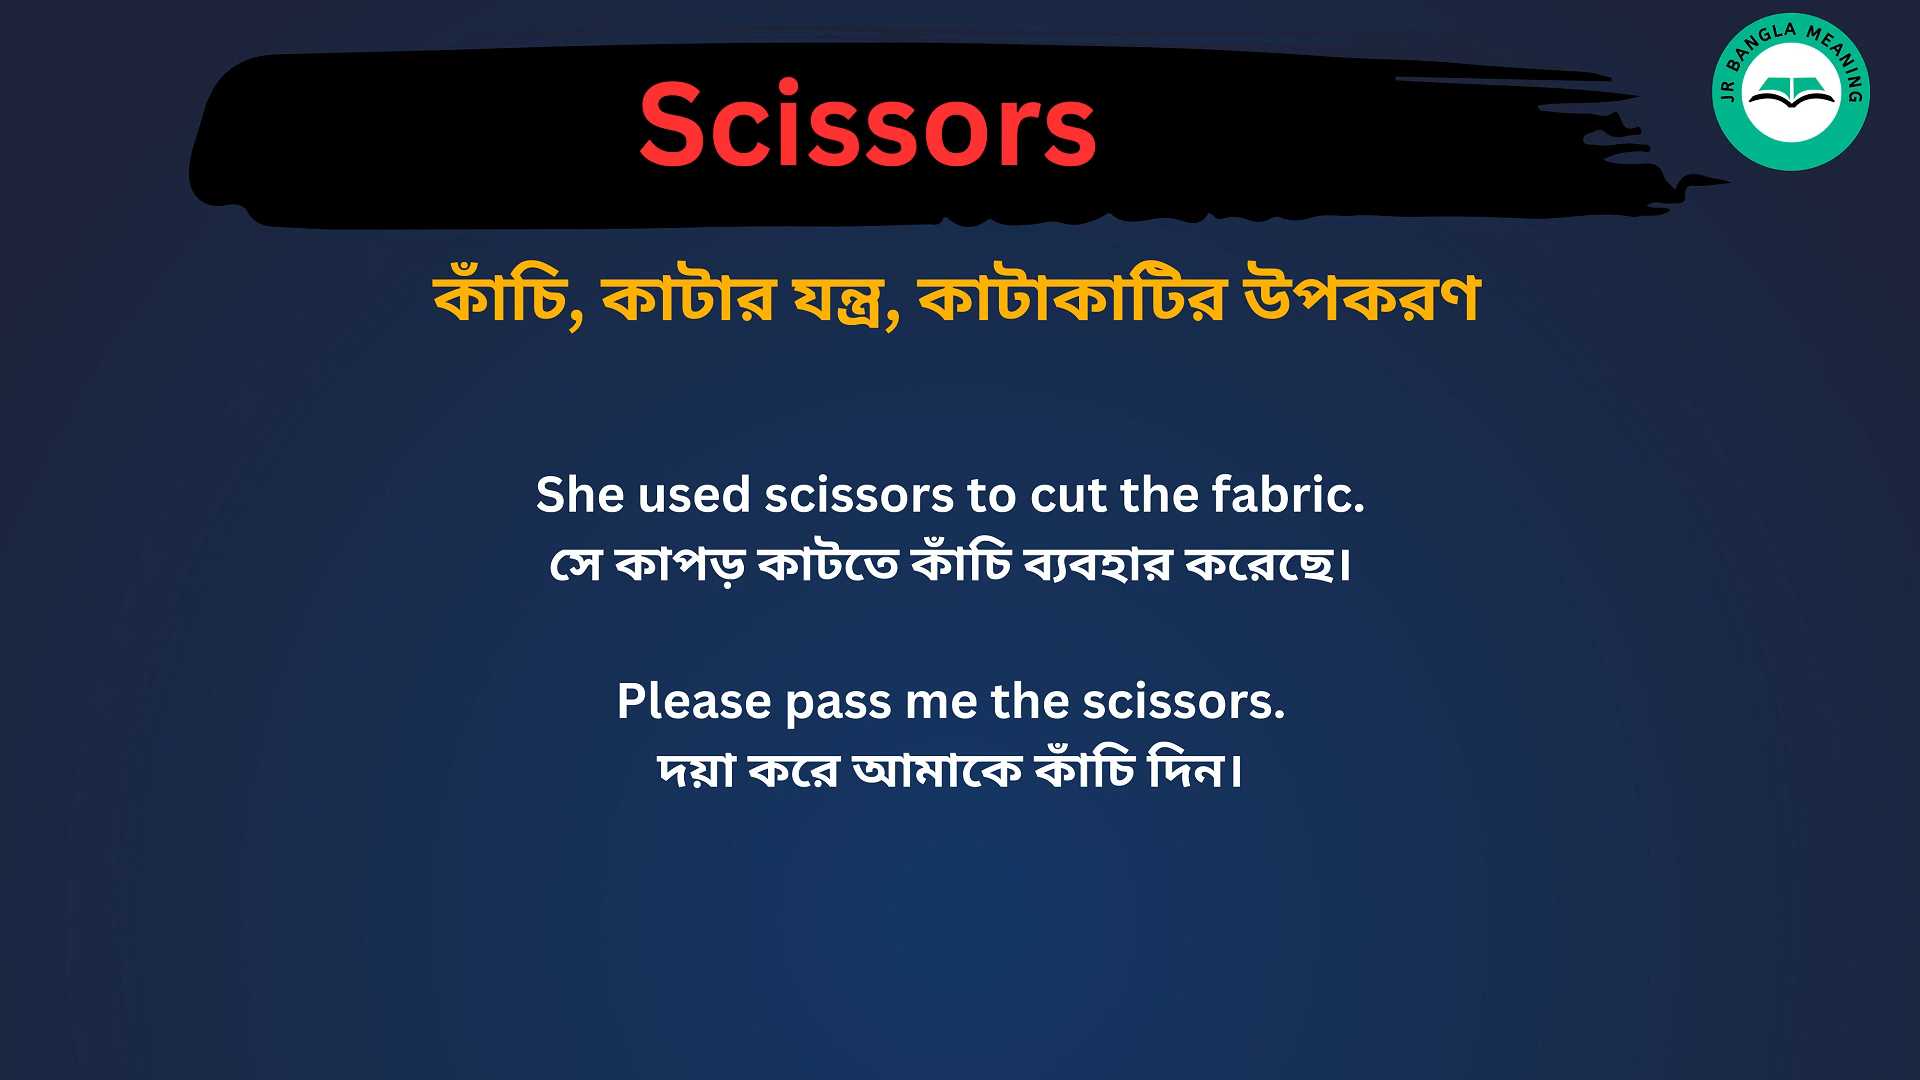 Scissors
JR BANGLA MEANING
কাঁচি, কাটার যন্ত্র, কাটাকাটির উপকরণ
She used scissors to cut the fabric.
সে কাপড় কাটতে কাঁচি ব্যবহার করেছে।
Please pass me the scissors.
দয়া করে আমাকে কাঁচি দিন।